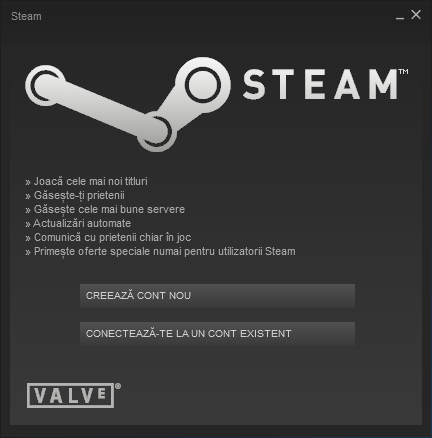 Steam
STEAM™
» Joacă cele mai noi titluri
» Găsește-ți prietenii
» Găsește cele mai bune servere
» Actualizări automate
» Comunică cu prietenii chiar în joc
» Primește oferte speciale numai pentru utilizatorii Steam
CREEAZĂ CONT NOU
CONECTEAZĂ-TE LA UN CONT EXISTENT
VALVE®